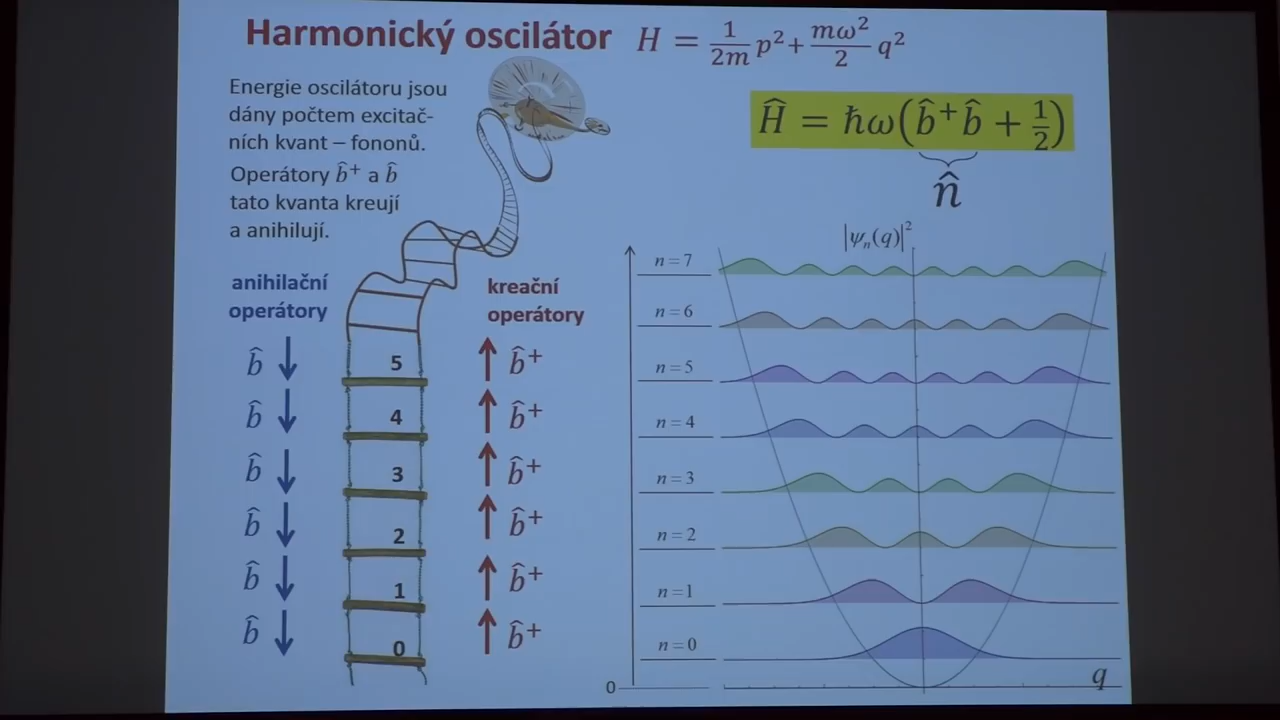 Harmonický oscilátor H = 1/2m p² + mω²/2 q²
Energie oscilátoru jsou
dány počtem excitač-
ních kvant – fononů.
Operátory b̂⁺ a b̂
tato kvanta kreují
a anihilují.
Ĥ = ħω(b̂⁺b̂ + 1/2)
n̂
anihilační
operátory
kreační
operátory
b̂ ↓ 5 ↑ b̂⁺
b̂ ↓ 4 ↑ b̂⁺
b̂ ↓ 3 ↑ b̂⁺
b̂ ↓ 2 ↑ b̂⁺
b̂ ↓ 1 ↑ b̂⁺
b̂ ↓ 0 ↑ b̂⁺
|ψₙ(q)|²
n = 7
n = 6
n = 5
n = 4
n = 3
n = 2
n = 1
n = 0
0
q